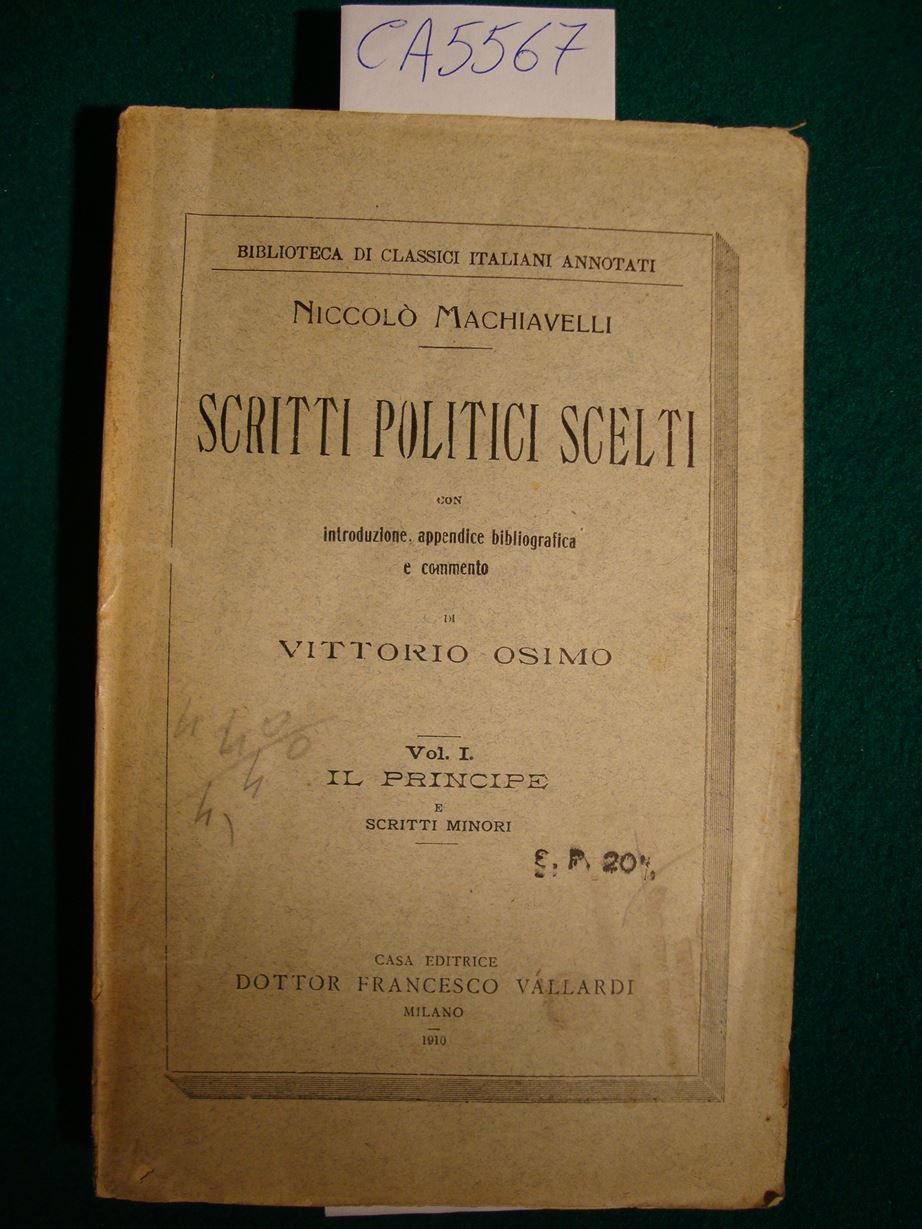 CA5567
BIBLIOTECA DI CLASSICI ITALIANI ANNOTATI
NICCOLÒ MACHIAVELLI
SCRITTI POLITICI SCELTI
CON
introduzione, appendice bibliografica
e commento
DI
VITTORIO OSIMO
Vol. I.
IL PRINCIPE
E
SCRITTI MINORI
CASA EDITRICE
DOTTOR FRANCESCO VALLARDI
MILANO
1910